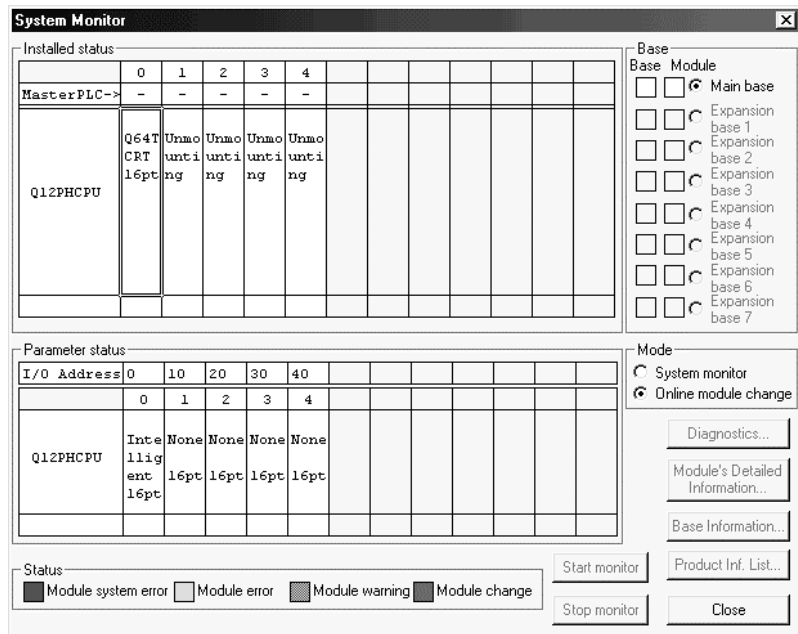 System Monitor
Installed status
0 1 2 3 4
MasterPLC-> - - - - -
Q12PHCPU
Q64T
CRT
16pt
Unmo
unti
ng
Unmo
unti
ng
Unmo
unti
ng
Unmo
unti
ng
Base
Base Module
Main base
Expansion
base 1
Expansion
base 2
Expansion
base 3
Expansion
base 4
Expansion
base 5
Expansion
base 6
Expansion
base 7
Parameter status
I/O Address 0 10 20 30 40
0 1 2 3 4
Q12PHCPU
Inte
llig
ent
16pt
None
16pt
None
16pt
None
16pt
None
16pt
Mode
System monitor
Online module change
Diagnostics...
Module's Detailed
Information...
Base Information...
Product Inf. List...
Status
Module system error Module error Module warning Module change
Start monitor
Stop monitor
Close